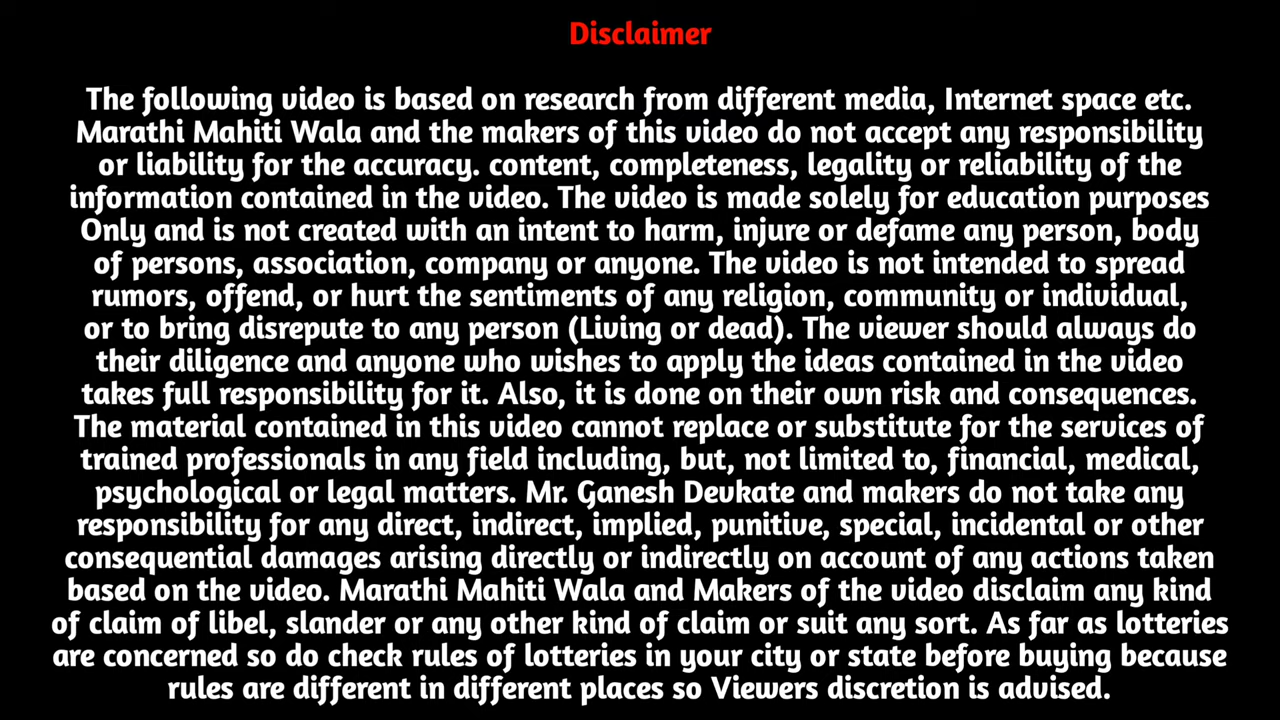 Disclaimer
The following video is based on research from different media, Internet space etc.
Marathi Mahiti Wala and the makers of this video do not accept any responsibility
or liability for the accuracy. content, completeness, legality or reliability of the
information contained in the video. The video is made solely for education purposes
Only and is not created with an intent to harm, injure or defame any person, body
of persons, association, company or anyone. The video is not intended to spread
rumors, offend, or hurt the sentiments of any religion, community or individual,
or to bring disrepute to any person (Living or dead). The viewer should always do
their diligence and anyone who wishes to apply the ideas contained in the video
takes full responsibility for it. Also, it is done on their own risk and consequences.
The material contained in this video cannot replace or substitute for the services of
trained professionals in any field including, but, not limited to, financial, medical,
psychological or legal matters. Mr. Ganesh Devkate and makers do not take any
responsibility for any direct, indirect, implied, punitive, special, incidental or other
consequential damages arising directly or indirectly on account of any actions taken
based on the video. Marathi Mahiti Wala and Makers of the video disclaim any kind
of claim of libel, slander or any other kind of claim or suit any sort. As far as lotteries
are concerned so do check rules of lotteries in your city or state before buying because
rules are different in different places so Viewers discretion is advised.